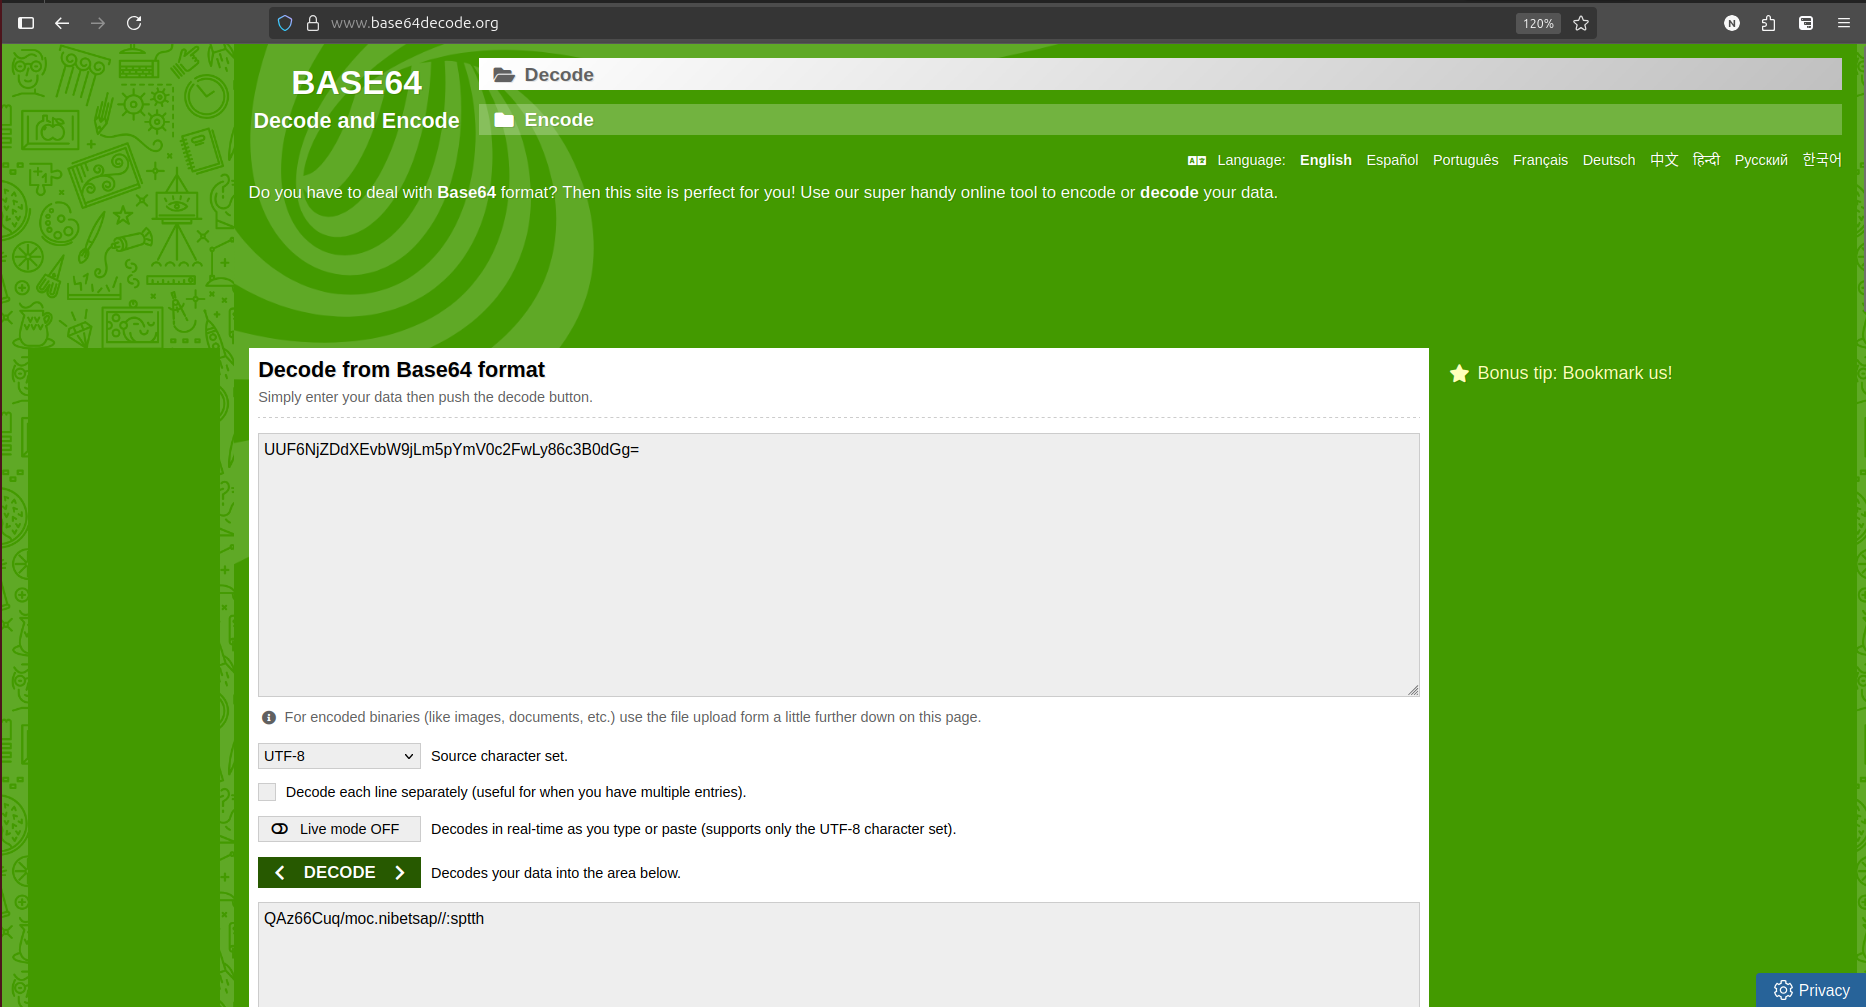 www.base64decode.org
120%
N
BASE64
Decode and Encode
Decode
Encode
Language: English Español Português Français Deutsch 中文 हिन्दी Русский 한국어
Do you have to deal with Base64 format? Then this site is perfect for you! Use our super handy online tool to encode or decode your data.
Decode from Base64 format
Simply enter your data then push the decode button.
Bonus tip: Bookmark us!
UUF6NjZDdXEvbW9jLm5pYmV0c2FwLy86c3B0dGg=
For encoded binaries (like images, documents, etc.) use the file upload form a little further down on this page.
UTF-8 Source character set.
Decode each line separately (useful for when you have multiple entries).
Live mode OFF Decodes in real-time as you type or paste (supports only the UTF-8 character set).
DECODE Decodes your data into the area below.
QAz66Cuq/moc.nibetsap//:sptth
Privacy